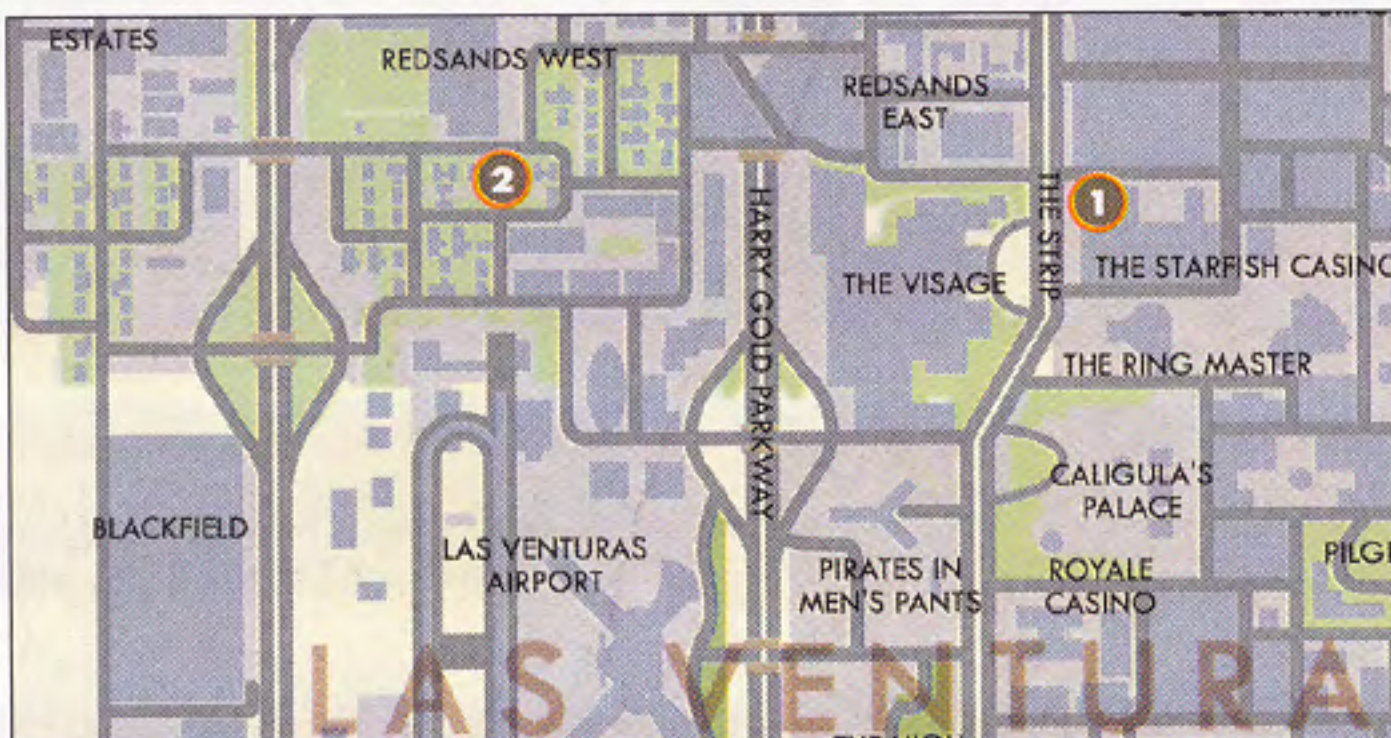 ESTATES
REDSANDS WEST
REDSANDS
EAST
2
1
HARRY GOLD PARKWAY
THE STRIP
THE VISAGE
THE STARFISH CASINO
THE RING MASTER
CALIGULA'S
PALACE
BLACKFIELD
LAS VENTURAS
AIRPORT
PIRATES IN
MEN'S PANTS
ROYALE
CASINO
PILG
LAS VENTURA